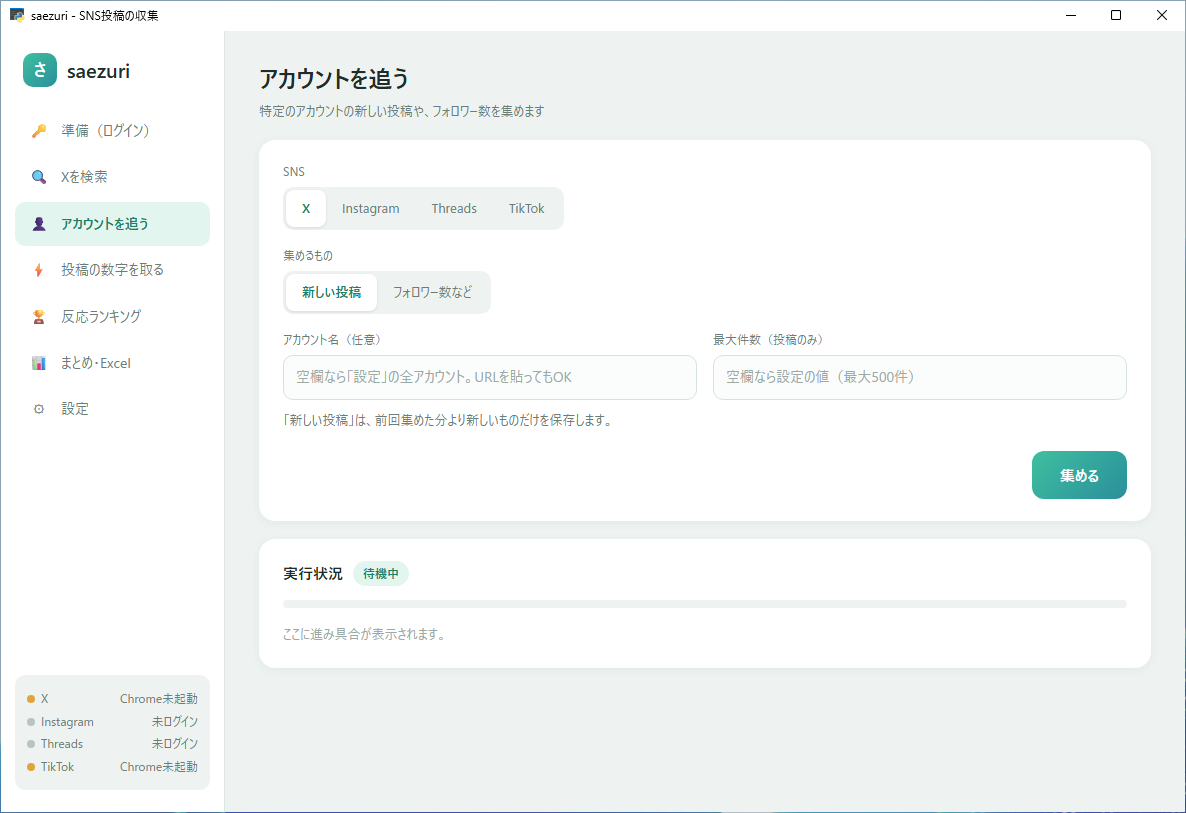 saezuri - SNS投稿の収集
さ saezuri
準備（ログイン）
Xを検索
アカウントを追う
投稿の数字を取る
反応ランキング
まとめ・Excel
設定
X Chrome未起動
Instagram 未ログイン
Threads 未ログイン
TikTok Chrome未起動
アカウントを追う
特定のアカウントの新しい投稿や、フォロワー数を集めます
SNS
X Instagram Threads TikTok
集めるもの
新しい投稿 フォロワー数など
アカウント名（任意） 最大件数（投稿のみ）
空欄なら「設定」の全アカウント。URLを貼ってもOK 空欄なら設定の値（最大500件）
「新しい投稿」は、前回集めた分より新しいものだけを保存します。
集める
実行状況 待機中
ここに進み具合が表示されます。